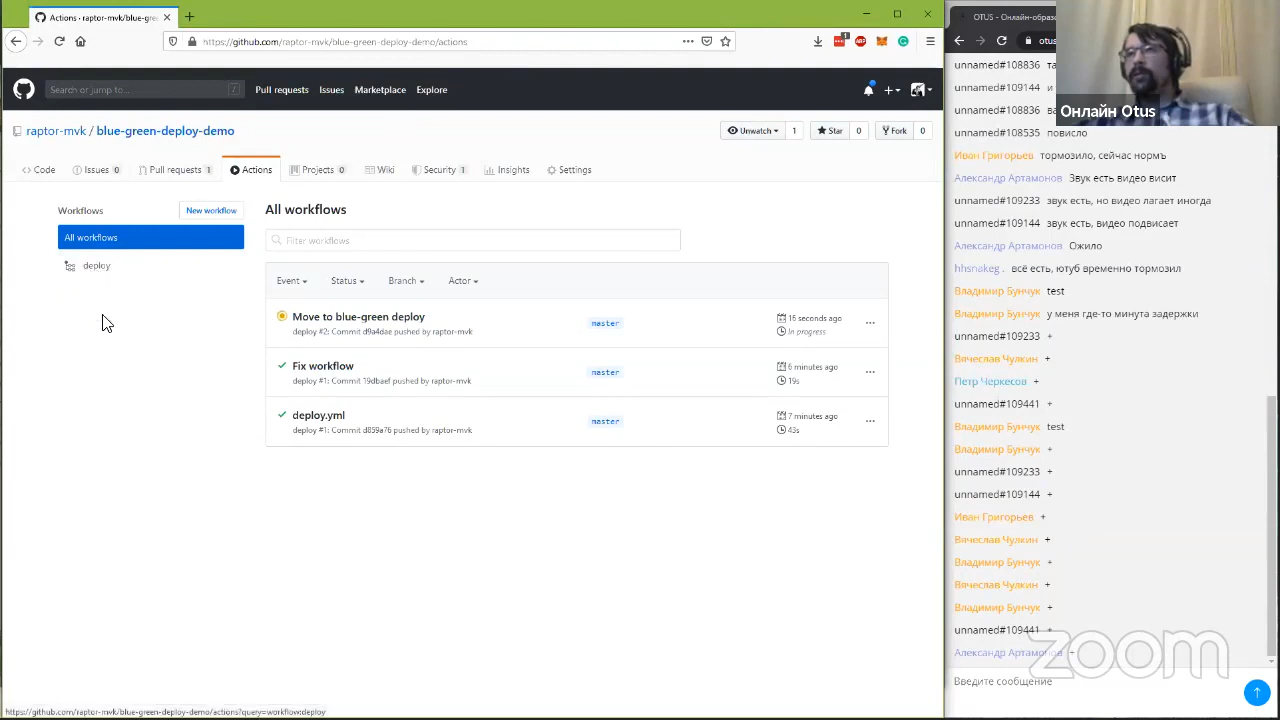 Actions · raptor-mvk/blue-gre
https://github.com/raptor-mvk/blue-green-deploy-demo/actions
Search or jump to...
/
Pull requests
Issues
Marketplace
Explore
raptor-mvk / blue-green-deploy-demo
Unwatch
1
Star
0
Fork
0
Code
Issues 0
Pull requests 1
Actions
Projects 0
Wiki
Security 1
Insights
Settings
Workflows
New workflow
All workflows
deploy
All workflows
Filter workflows
Event
Status
Branch
Actor
Move to blue-green deploy
deploy #2: Commit d9a4dae pushed by raptor-mvk
master
15 seconds ago
In progress
Fix workflow
deploy #1: Commit 19dbaef pushed by raptor-mvk
master
6 minutes ago
19s
deploy.yml
deploy #1: Commit d859a76 pushed by raptor-mvk
master
7 minutes ago
43s
https://github.com/raptor-mvk/blue-green-deploy-demo/actions?query=workflow:deploy
OTUS - Онлайн-образо
otus
Онлайн Otus
unnamed#108836 та
unnamed#109144 и
unnamed#108836 ва
unnamed#108535 повисло
Иван Григорьев тормозило, сейчас нормъ
Александр Артамонов Звук есть видео висит
unnamed#109233 звук есть, но видео лагает иногда
unnamed#109144 звук есть, видео подвисает
Александр Артамонов Ожило
hhsnakeg . всё есть, ютуб временно тормозил
Владимир Бунчук test
Владимир Бунчук у меня где-то минута задержки
unnamed#109233 +
Вячеслав Чулкин +
Петр Черкесов +
unnamed#109441 +
Владимир Бунчук test
Владимир Бунчук +
unnamed#109233 +
unnamed#109144 +
Иван Григорьев +
Вячеслав Чулкин +
Владимир Бунчук +
Вячеслав Чулкин +
Владимир Бунчук +
unnamed#109441 +
Александр Артамонов +
zoom
Введите сообщение